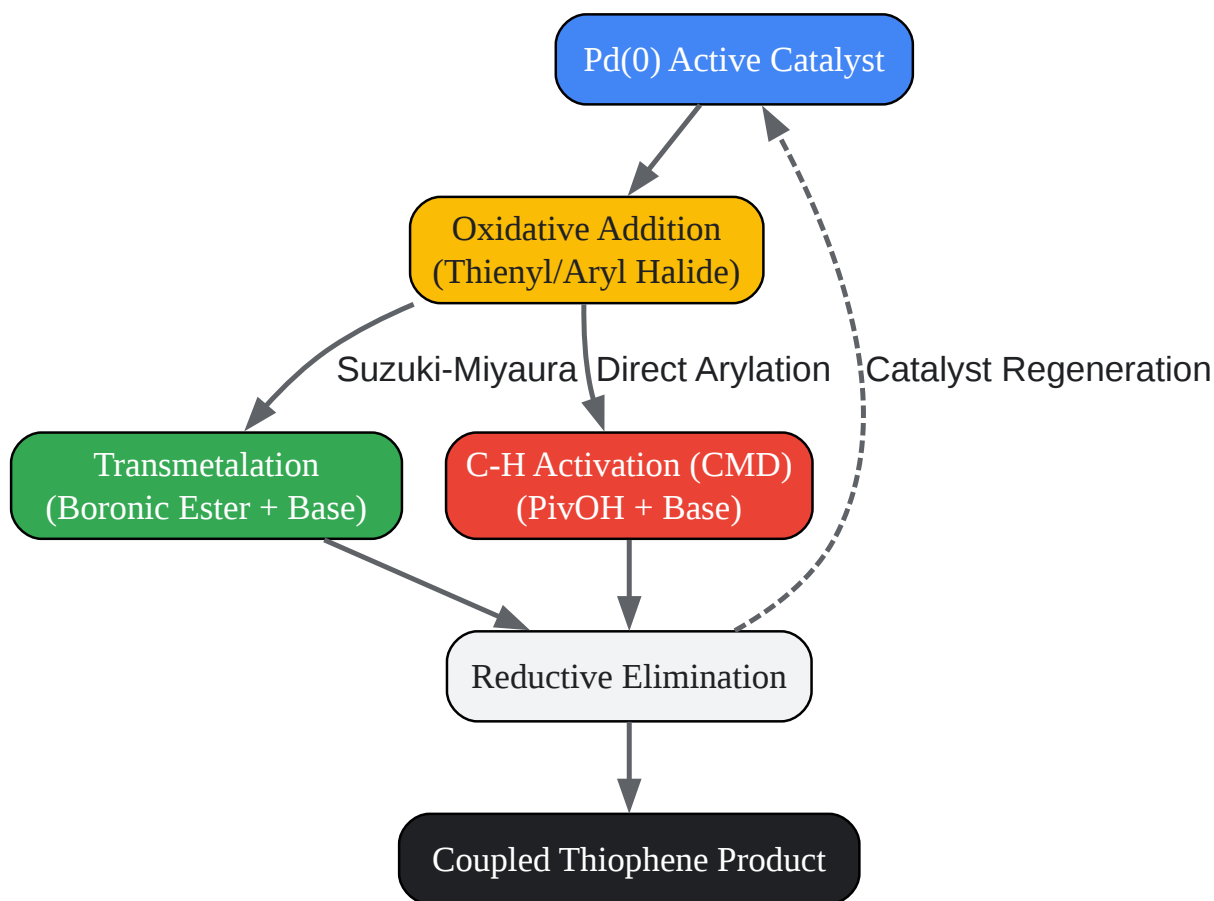 Pd(0) Active Catalyst
Oxidative Addition
(Thienyl/Aryl Halide)
Suzuki-Miyaura
Direct Arylation
Catalyst Regeneration
Transmetalation
(Boronic Ester + Base)
C-H Activation (CMD)
(PivOH + Base)
Reductive Elimination
Coupled Thiophene Product